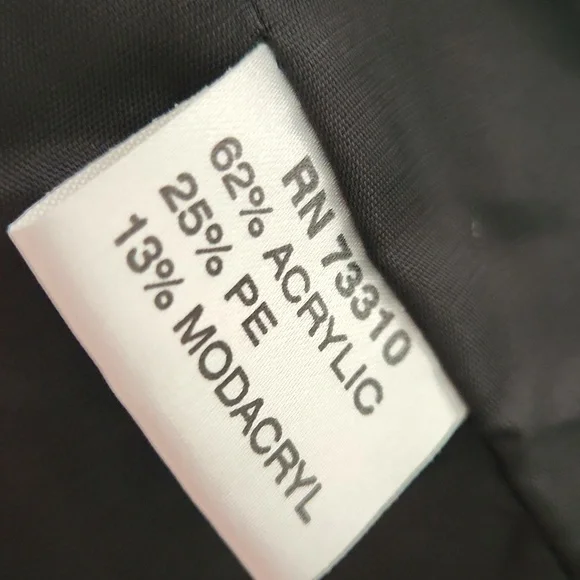 RN 73310
62% ACRYLIC
25% PE
13% MODACRYL